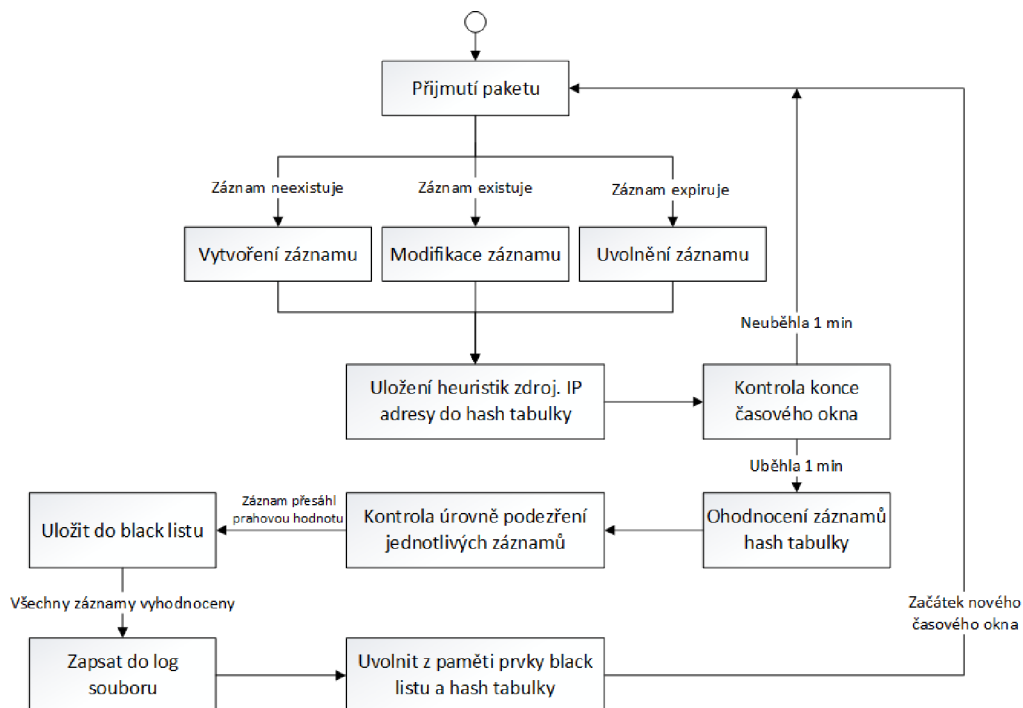 Přijmutí paketu
Záznam neexistuje
Záznam existuje
Záznam expiruje
Vytvoření záznamu
Modifikace záznamu
Uvolnění záznamu
Neuběhla 1 min
Uložení heuristik zdroj. IP
adresy do hash tabulky
Kontrola konce
časového okna
Uběhla 1 min
Uložit do black listu
Záznam přesáhl
prahovou hodnotu
Kontrola úrovně podezření
jednotlivých záznamů
Ohodnocení záznamů
hash tabulky
Všechny záznamy vyhodnoceny
Začátek nového
časového okna
Zapsat do log
souboru
Uvolnit z paměti prvky black
listu a hash tabulky